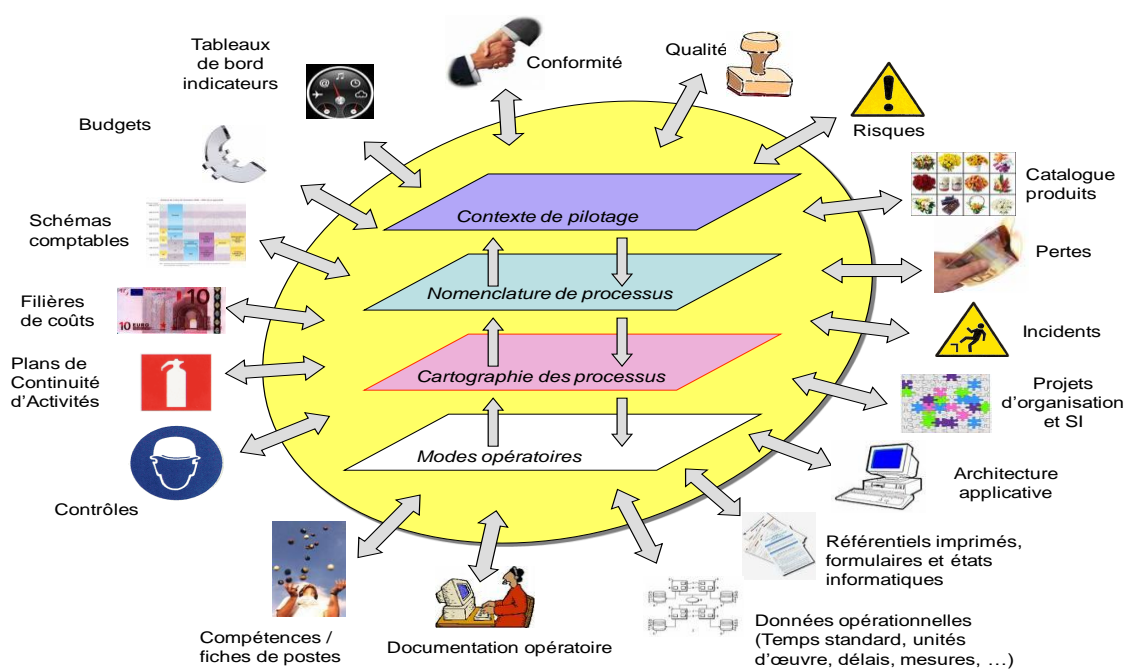 Tableaux
de bord
indicateurs
Conformité
Qualité
Risques
Budgets
Catalogue
produits
Schémas
comptables
Pertes
Filières
de coûts
10
10 EURO
Incidents
Plans de
Continuité
d'Activités
Projets
d'organisation
et SI
Contrôles
Architecture
applicative
Contexte de pilotage
Nomenclature de processus
Cartographie des processus
Modes opératoires
Référentiels imprimés,
formulaires et états
informatiques
Compétences /
fiches de postes
Documentation opératoire
Données opérationnelles
(Temps standard, unités
d'œuvre, délais, mesures, …)